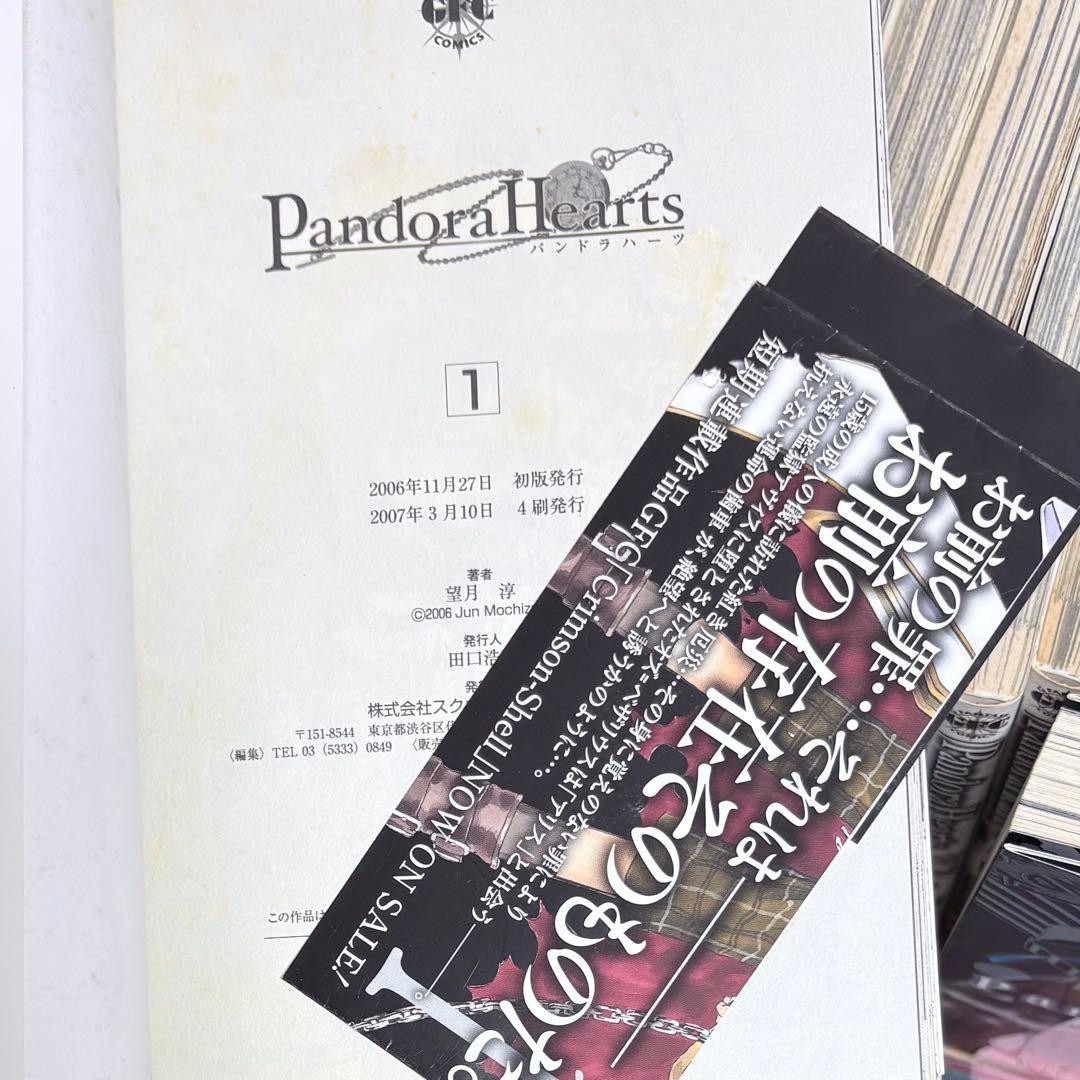 GFC
COMICS
PandoraHearts
パンドラハーツ
1
2006年11月27日 初版発行
2007年3月10日 4刷発行
著者
望月 淳
©2006 Jun Mochiz
発行人
田口浩
発
株式会社スク
〒151-8544 東京都渋谷区代
〈編集〉TEL 03（5333）0849 〈販売
この作品は
お前の罪…それは
お前の存在そのものだ。
15歳の成人の儀に訪れた紅き厄災…その身に覚えのない罪により
永遠の監獄『アヴィス』に堕とされたオズ=ベザリウスは「アリス」と出会う
抗えない運命の歯車が、絶望へと誘うかのように…。
短期連載作品GFC「Crimson-Shell」NOW ON SALE!
I
PandoraHearts